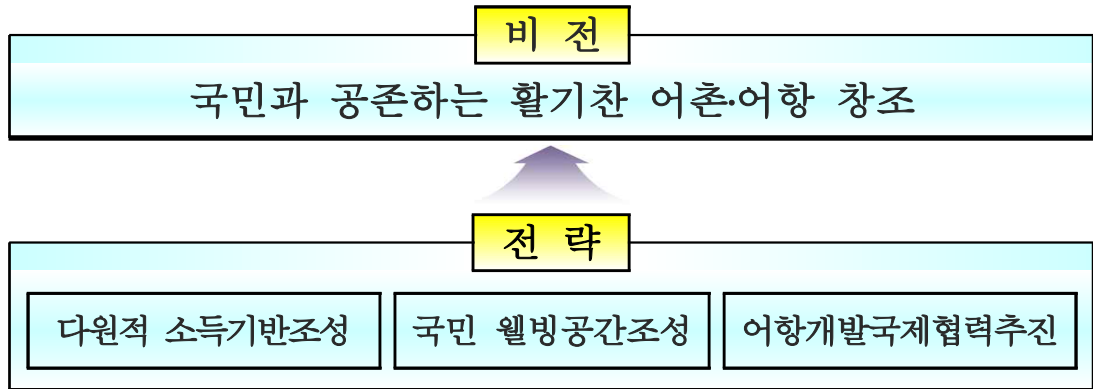 비 전
국민과 공존하는 활기찬 어촌·어항 창조
전 략
다원적 소득기반조성
국민 웰빙공간조성
어항개발국제협력추진